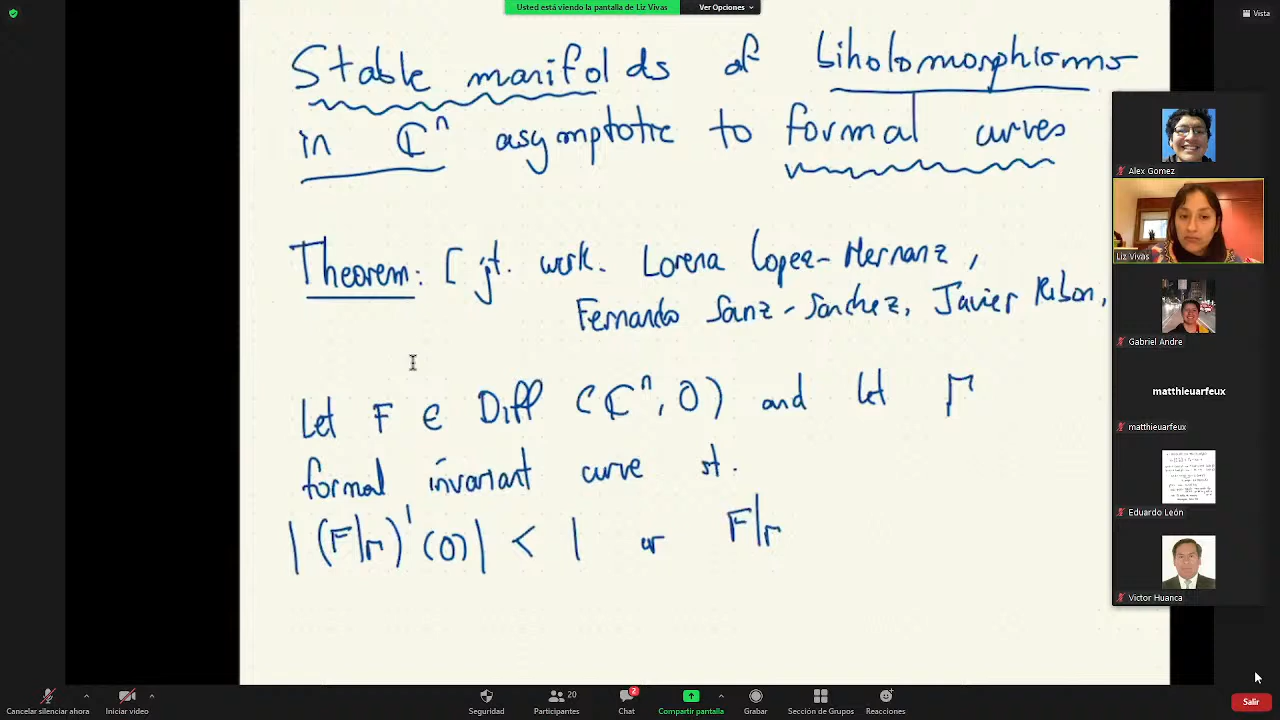 Usted está viendo la pantalla de Liz Vivas
Ver Opciones
Vista
Stable manifolds of biholomorphisms
in ℂⁿ asymptotic to formal curves
Theorem: [jt. work. Lorena Lopez-Hernanz,
Fernando Sanz-Sanchez, Javier Ribon,
Let F ∈ Diff (ℂⁿ, 0) and let Γ
formal invariant curve st.
|(F|Γ)'(0)| < 1 or F|Γ
Alex Gomez
Liz Vivas
Gabriel Andre
matthieuarfeux
matthieuarfeux
Eduardo León
Victor Huanca
Cancelar silenciar ahora
Iniciar video
Seguridad
20
Participantes
2
Chat
Compartir pantalla
Grabar
Sección de Grupos
Reacciones
Salir